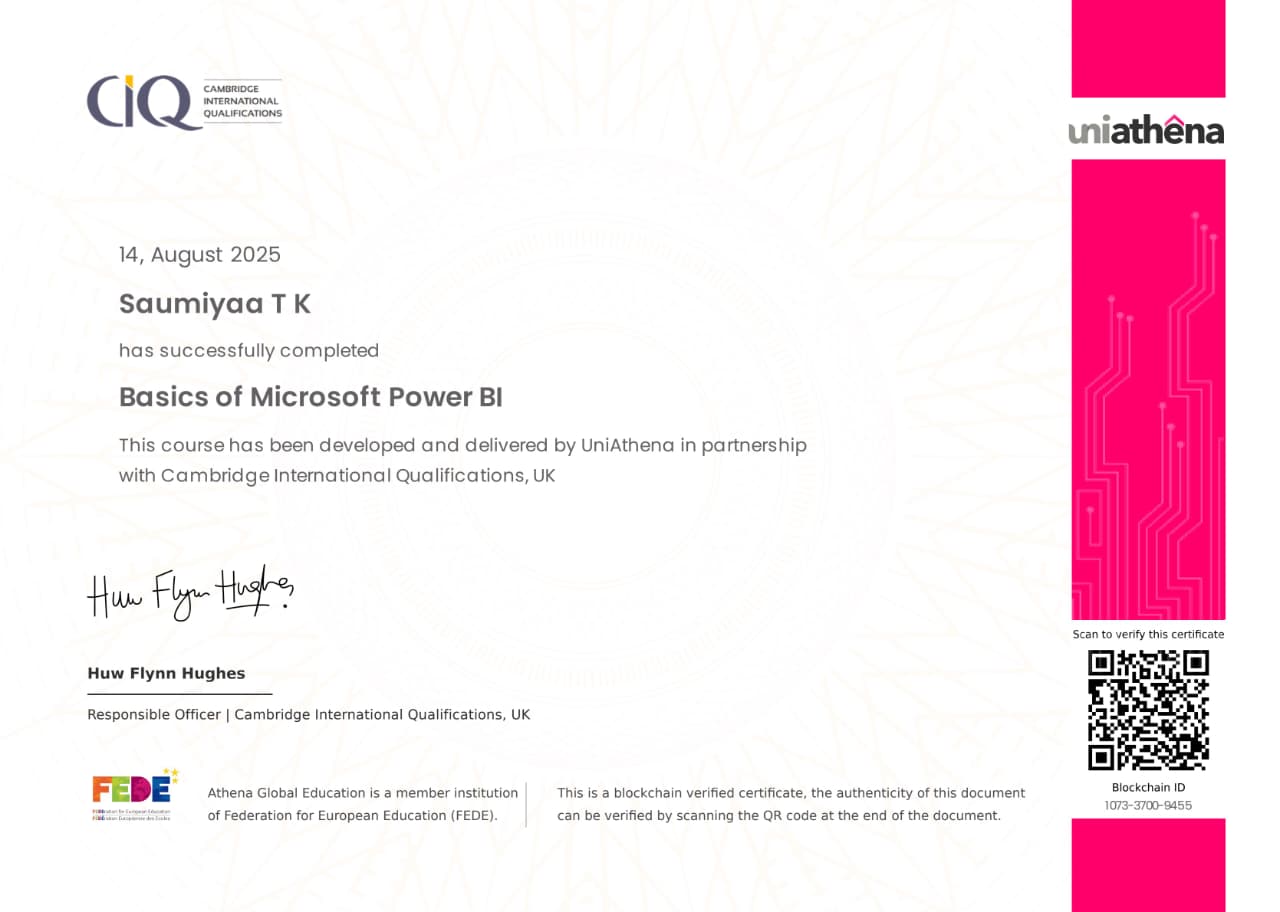 CIQ
CAMBRIDGE
INTERNATIONAL
QUALIFICATIONS
uniathêna
14, August 2025
Saumiyaa T K
has successfully completed
Basics of Microsoft Power BI
This course has been developed and delivered by UniAthena in partnership
with Cambridge International Qualifications, UK
Huw Flynn Hughes
Huw Flynn Hughes
Responsible Officer | Cambridge International Qualifications, UK
Scan to verify this certificate
Blockchain ID
1073-3700-9455
FEDE
Fédération for European Education
Fédération Européenne des Ecoles
Athena Global Education is a member institution
of Federation for European Education (FEDE).
This is a blockchain verified certificate, the authenticity of this document
can be verified by scanning the QR code at the end of the document.